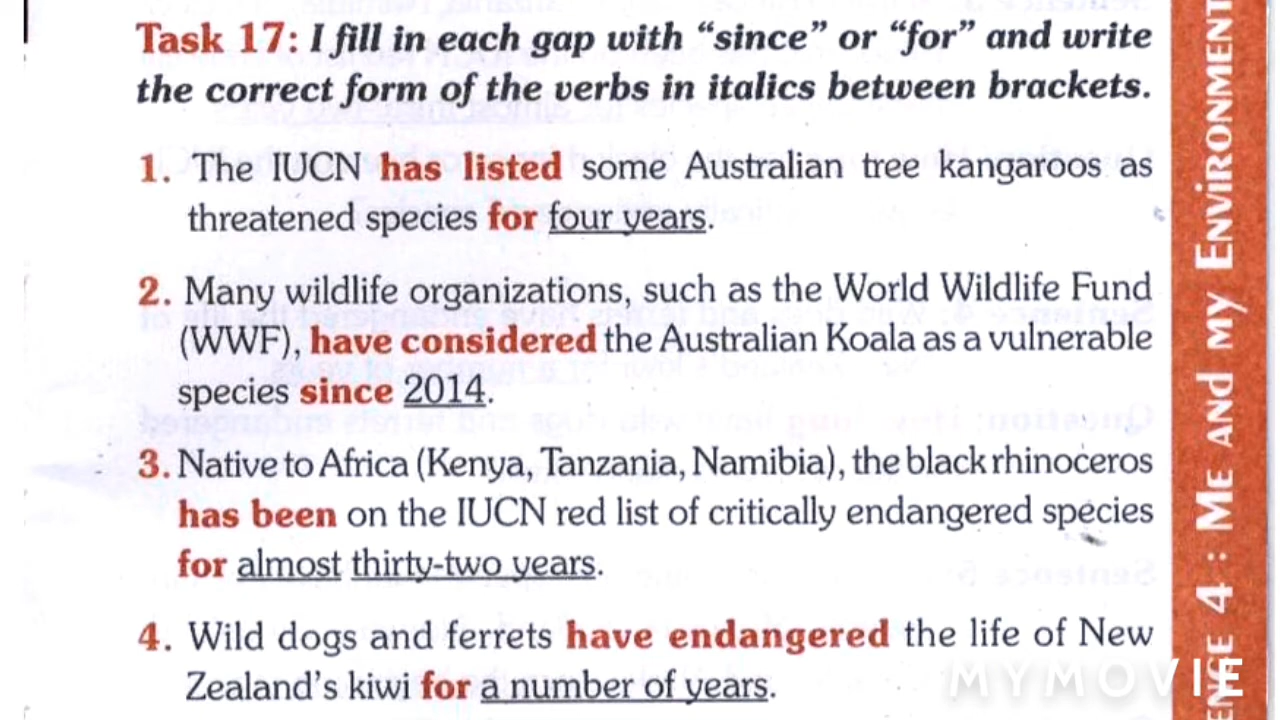 Task 17: I fill in each gap with “since” or “for” and write
the correct form of the verbs in italics between brackets.
1. The IUCN has listed some Australian tree kangaroos as
threatened species for four years.
2. Many wildlife organizations, such as the World Wildlife Fund
(WWF), have considered the Australian Koala as a vulnerable
species since 2014.
3. Native to Africa (Kenya, Tanzania, Namibia), the black rhinoceros
has been on the IUCN red list of critically endangered species
for almost thirty-two years.
4. Wild dogs and ferrets have endangered the life of New
Zealand’s kiwi for a number of years.
ENCE 4 : ME AND MY ENVIRONMENT
MYMOVIE